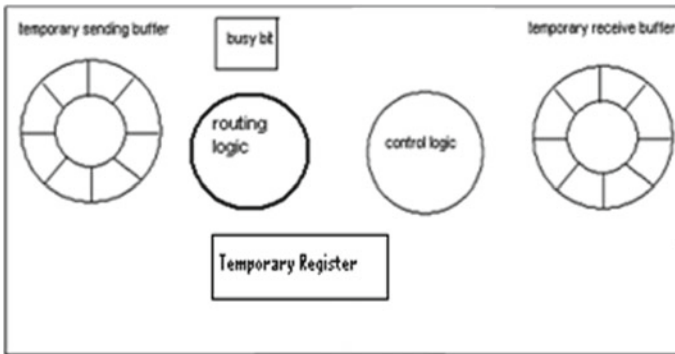 temporary sending buffer
busy bit
temporary receive buffer
routing
logic
control logic
Temporary Register